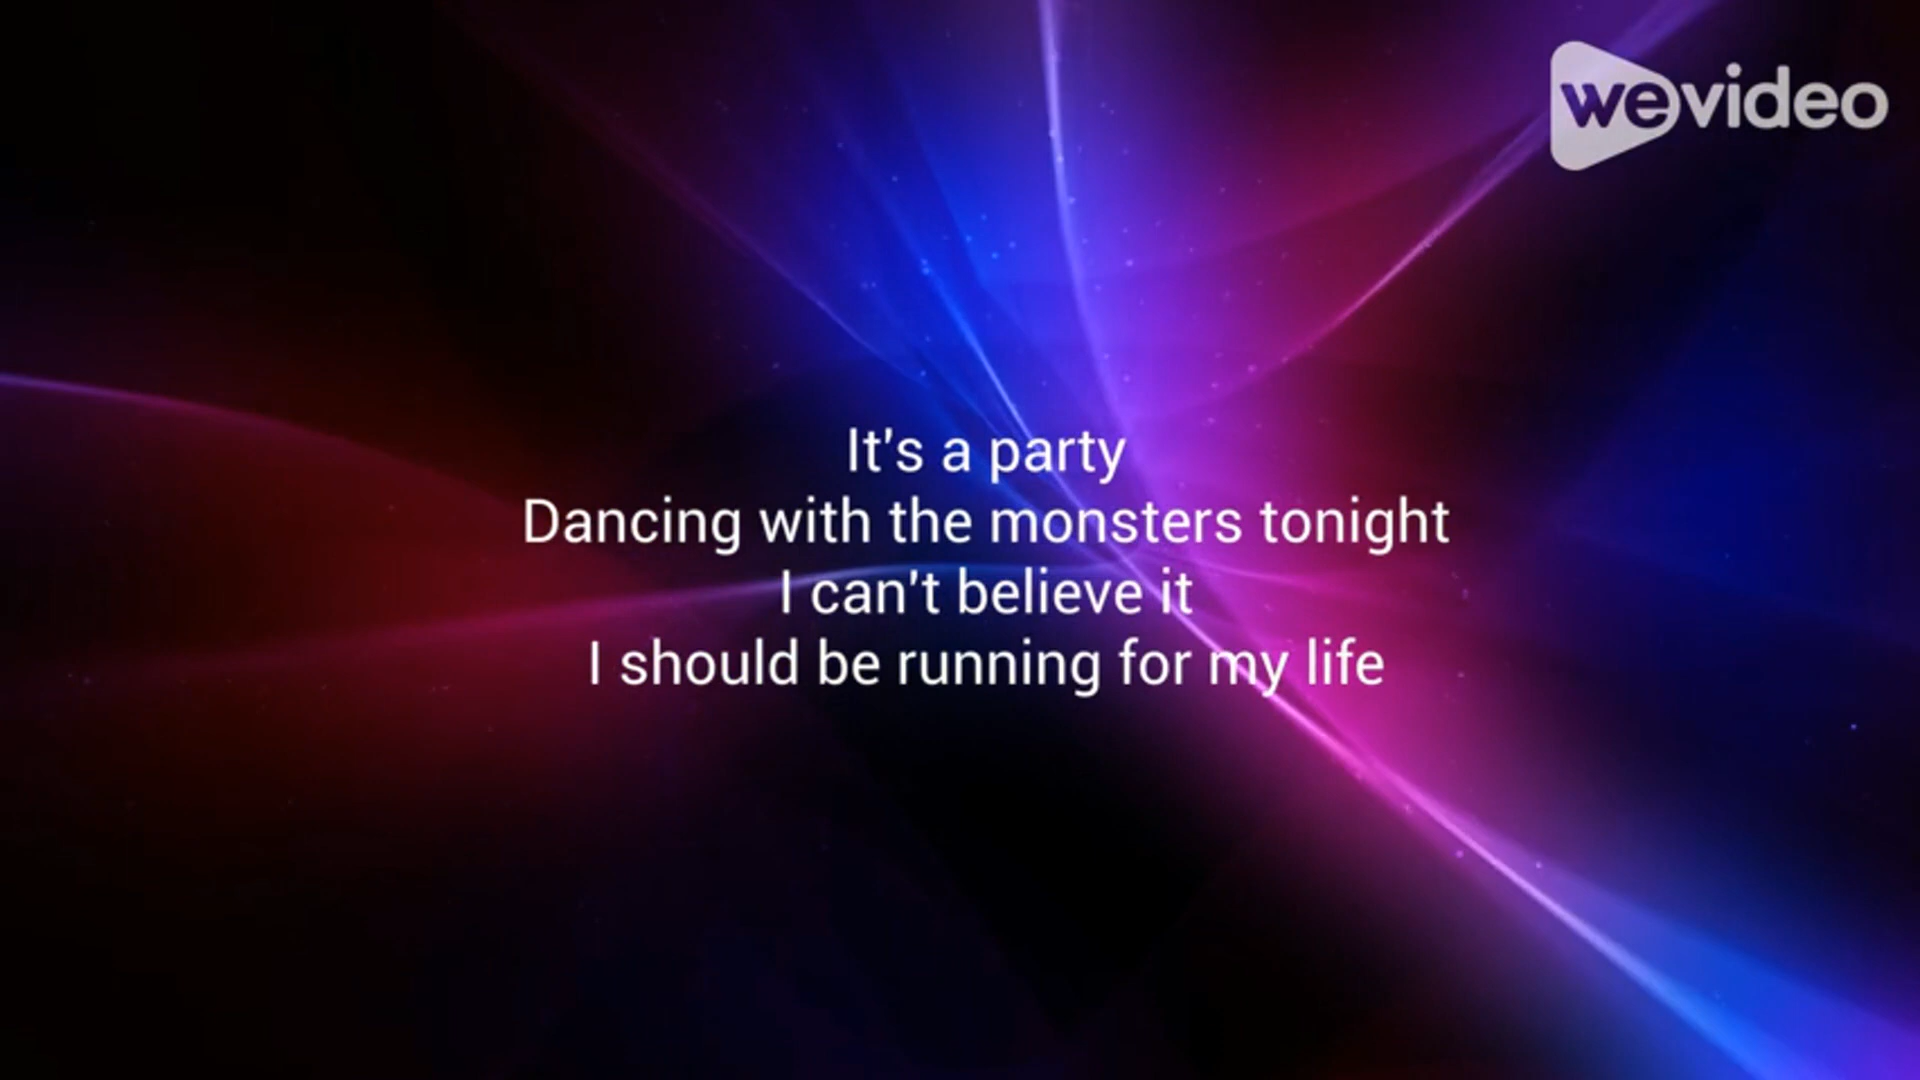 wevideo
It's a party
Dancing with the monsters tonight
I can't believe it
I should be running for my life